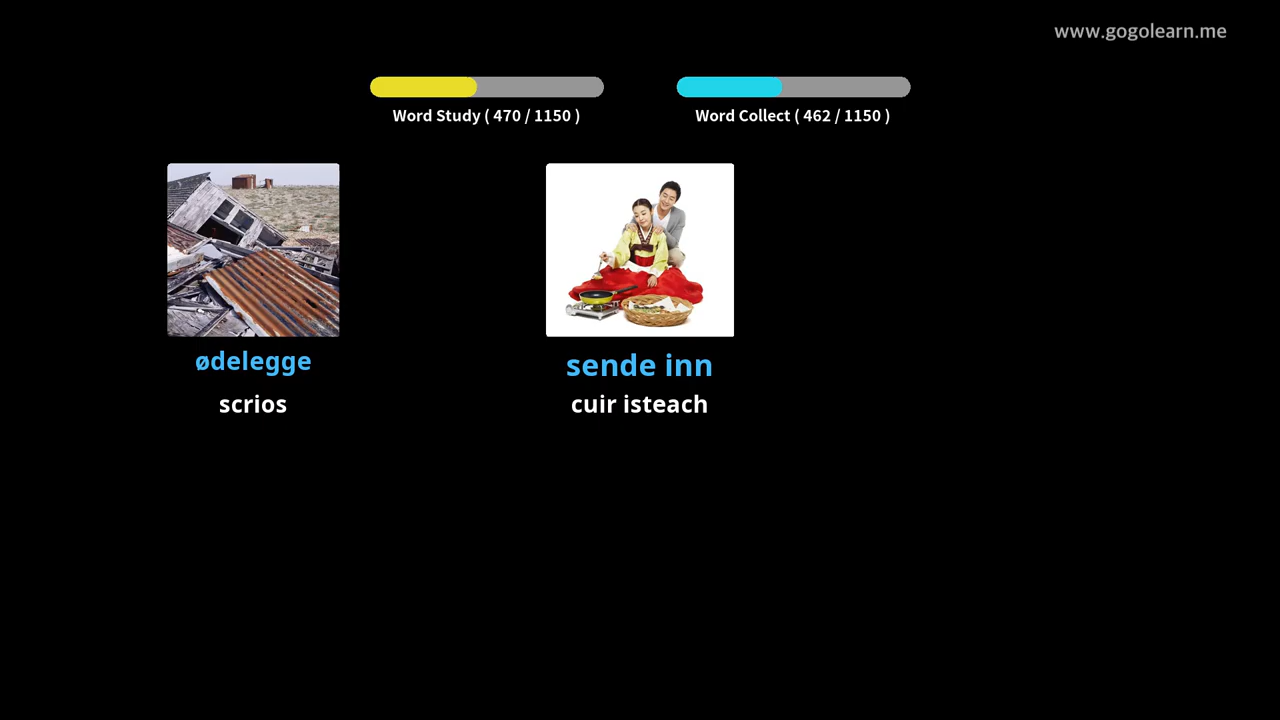 www.gogolearn.me
Word Study ( 470 / 1150 )
Word Collect ( 462 / 1150 )
ødelegge
scrios
sende inn
cuir isteach